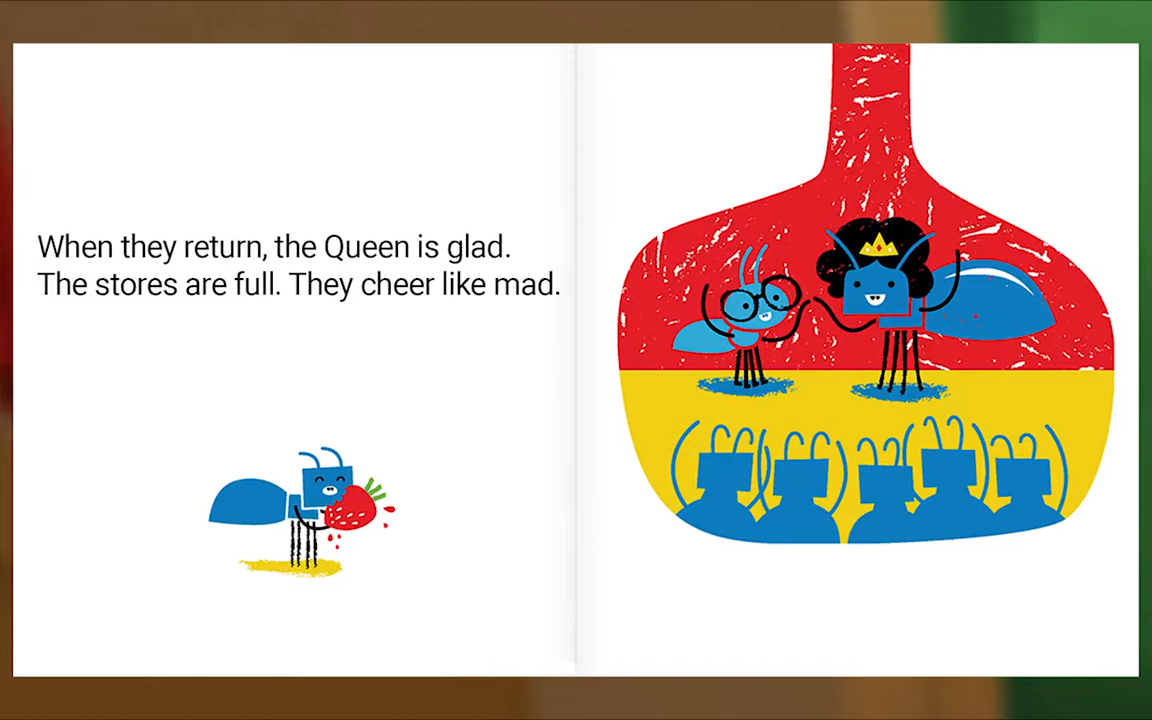 When they return, the Queen is glad.
The stores are full. They cheer like mad.